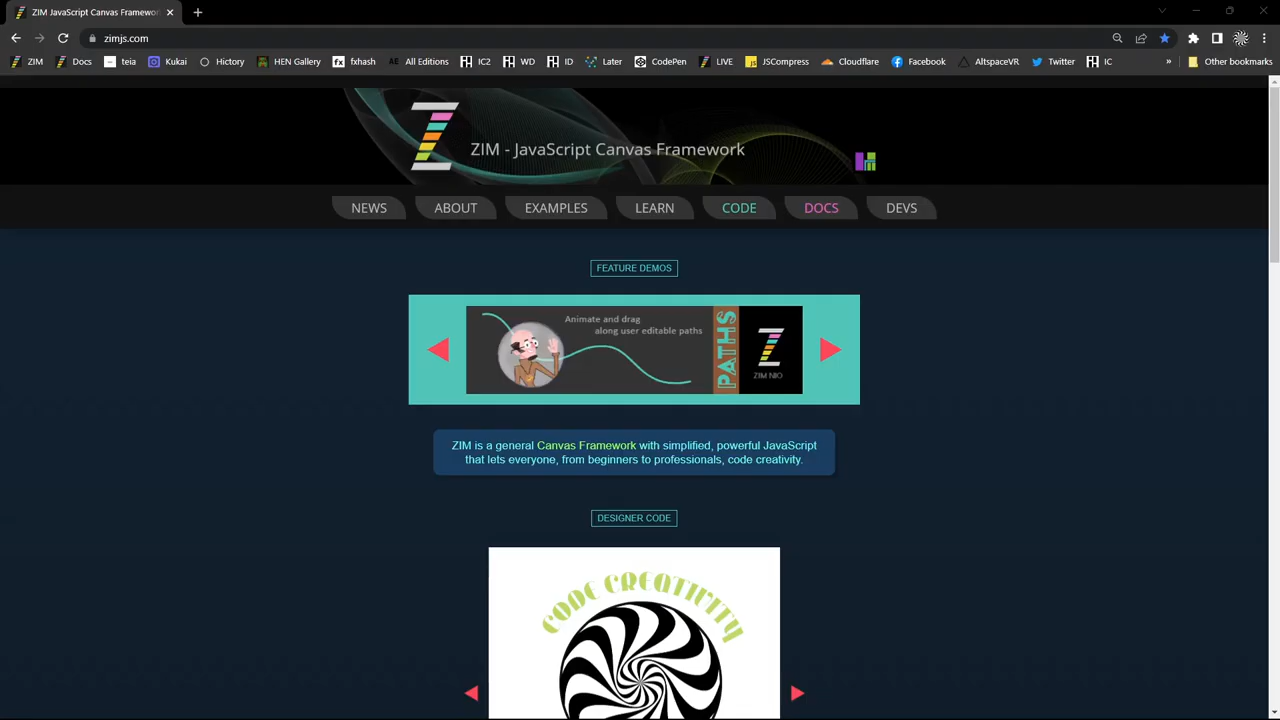 ZIM JavaScript Canvas Framework
zimjs.com
ZIM
Docs
teia
Kukai
Hictory
HEN Gallery
fxhash
All Editions
IC2
WD
ID
Later
CodePen
LIVE
JSCompress
Cloudflare
Facebook
AltspaceVR
Twitter
IC
Other bookmarks
ZIM - JavaScript Canvas Framework
NEWS
ABOUT
EXAMPLES
LEARN
CODE
DOCS
DEVS
FEATURE DEMOS
Animate and drag
along user editable paths
PATHS
ZIM NIO
ZIM is a general Canvas Framework with simplified, powerful JavaScript
that lets everyone, from beginners to professionals, code creativity.
DESIGNER CODE
CODE CREATIVITY